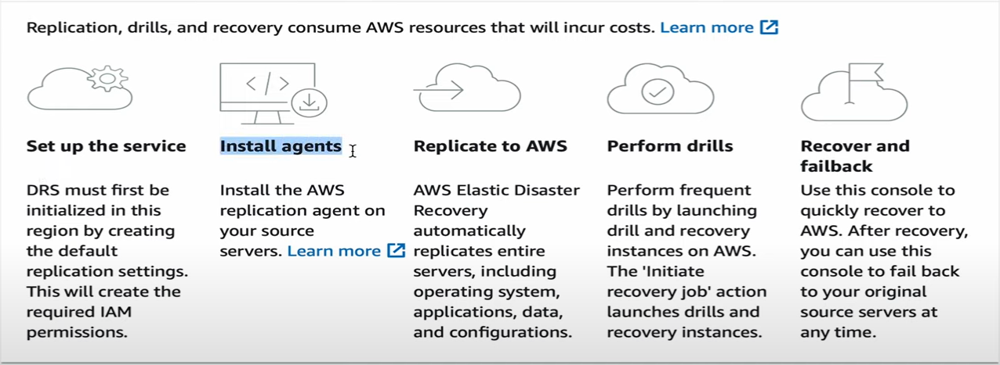 Replication, drills, and recovery consume AWS resources that will incur costs. Learn more
Set up the service
DRS must first be
initialized in this
region by creating
the default
replication settings.
This will create the
required IAM
permissions.
Install agents
Install the AWS
replication agent on
your source
servers. Learn more
Replicate to AWS
AWS Elastic Disaster
Recovery
automatically
replicates entire
servers, including
operating system,
applications, data,
and configurations.
Perform drills
Perform frequent
drills by launching
drill and recovery
instances on AWS.
The 'Initiate
recovery job' action
launches drills and
recovery instances.
Recover and
failback
Use this console to
quickly recover to
AWS. After recovery,
you can use this
console to fail back
to your original
source servers at
any time.